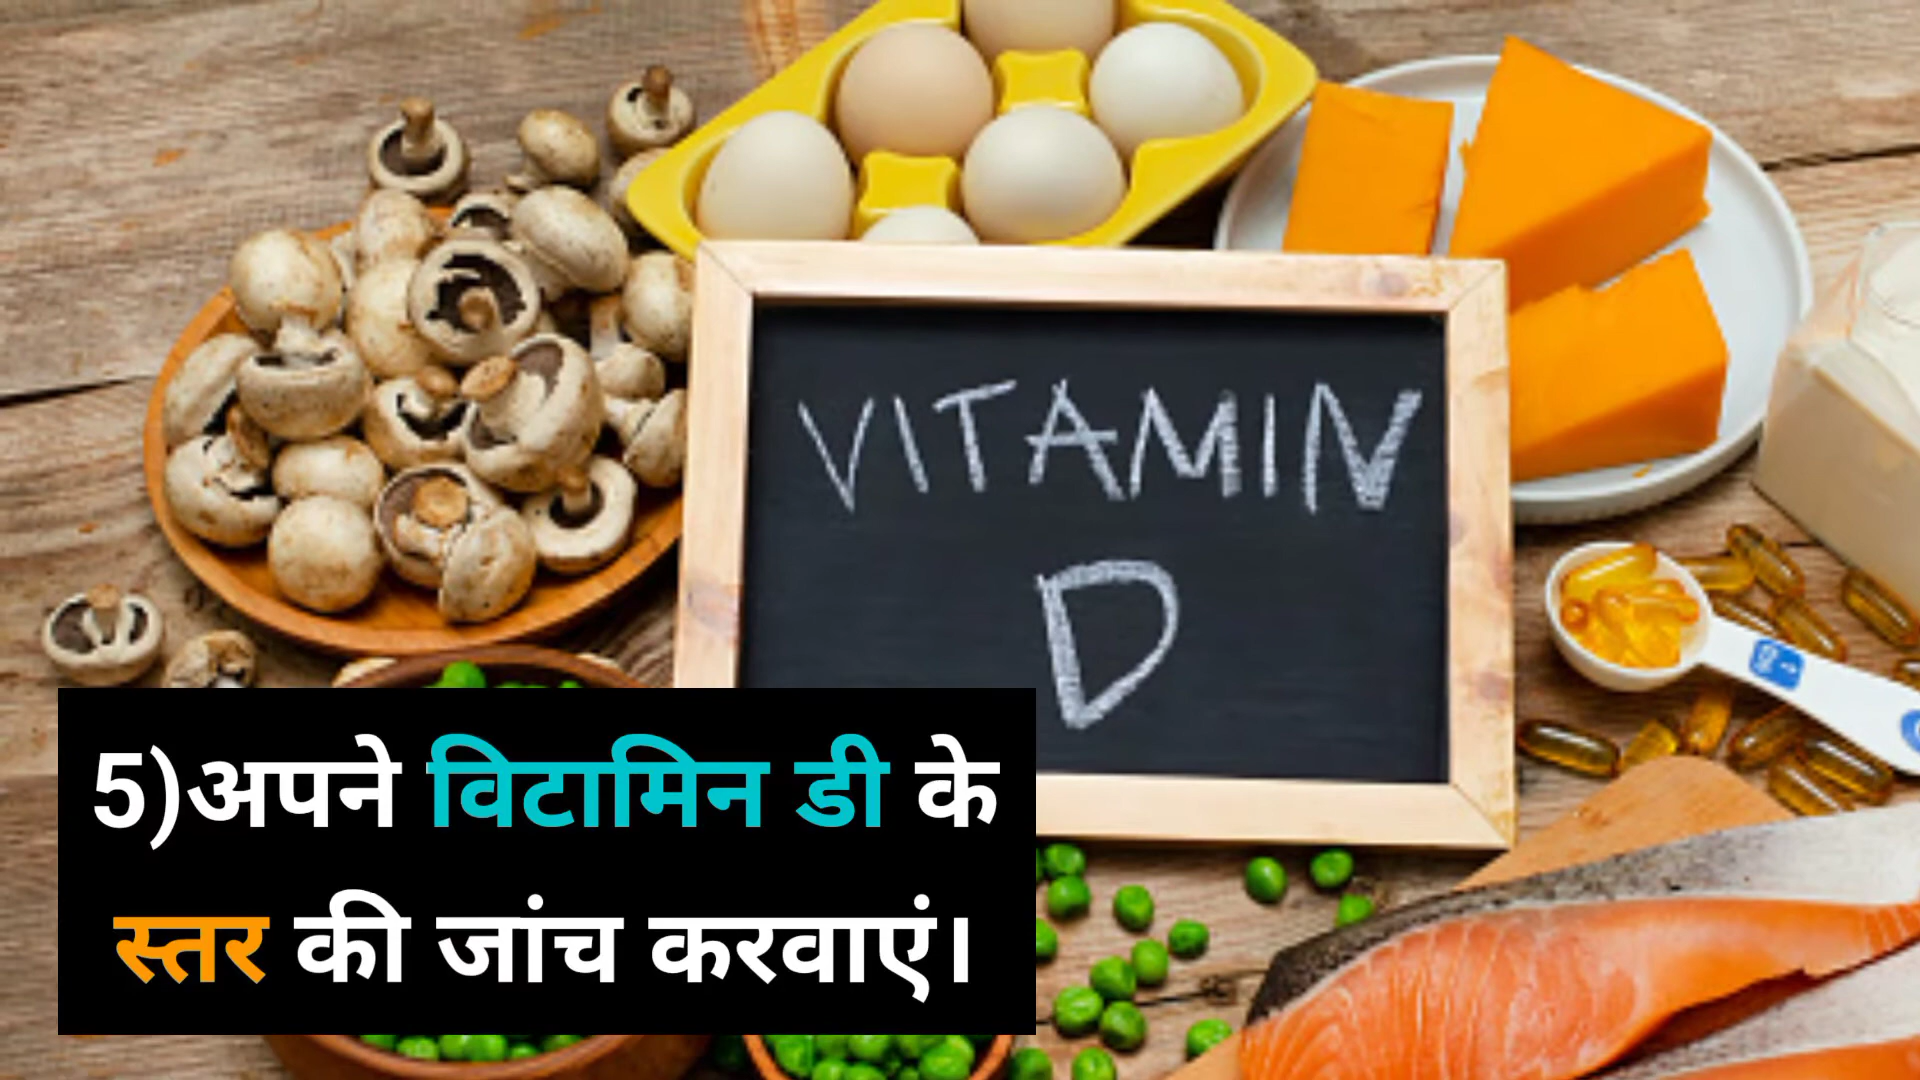 VITAMIN
D
5)अपने विटामिन डी के
स्तर की जांच करवाएं।